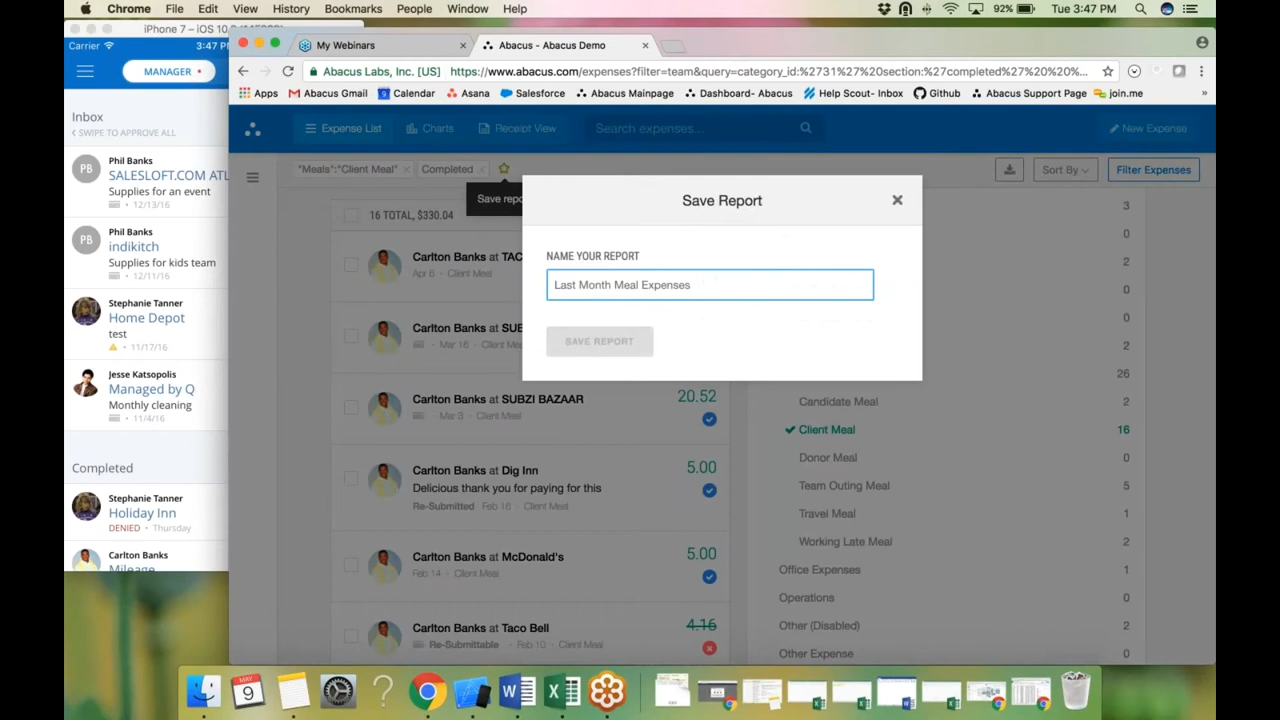 Chrome File Edit View History Bookmarks People Window Help
92% Tue 3:47 PM
iPhone 7 – iOS 10
Carrier 3:47 PM
MANAGER
Inbox
SWIPE TO APPROVE ALL
PB
Phil Banks
SALESLOFT.COM ATL
Supplies for an event
12/13/16
PB
Phil Banks
indikitch
Supplies for kids team
12/11/16
Stephanie Tanner
Home Depot
test
11/17/16
Jesse Katsopolis
Managed by Q
Monthly cleaning
11/4/16
Completed
Stephanie Tanner
Holiday Inn
DENIED • Thursday
Carlton Banks
Mileage
My Webinars
Abacus - Abacus Demo
Abacus Labs, Inc. [US] https://www.abacus.com/expenses?filter=team&query=category_id:%2731%27%20section:%27completed%27%20%20%...
Apps Abacus Gmail Calendar Asana Salesforce Abacus Mainpage Dashboard- Abacus Help Scout- Inbox Github Abacus Support Page join.me »
Expense List Charts Receipt View Search expenses... New Expense
"Meals":"Client Meal" Completed
Sort By Filter Expenses
Save repo
16 TOTAL, $330.04
Carlton Banks at TAC
Apr 6 • Client Meal
Carlton Banks at SUBZ
Mar 16 • Client Mea
Carlton Banks at SUBZI BAZAAR
20.52
Mar 3 • Client Meal
Carlton Banks at Dig Inn
5.00
Delicious thank you for paying for this
Re-Submitted Feb 16 • Client Meal
Carlton Banks at McDonald's
5.00
Feb 14 • Client Meal
Carlton Banks at Taco Bell
4.16
Re-Submittable • Feb 10 • Client Meal
Save Report
NAME YOUR REPORT
Last Month Meal Expenses
SAVE REPORT
3
0
2
0
0
2
26
Candidate Meal 2
Client Meal 16
Donor Meal 0
Team Outing Meal 5
Travel Meal 1
Working Late Meal 2
Office Expenses 1
Operations 0
Other (Disabled) 2
Other Expense 0
MAY
9